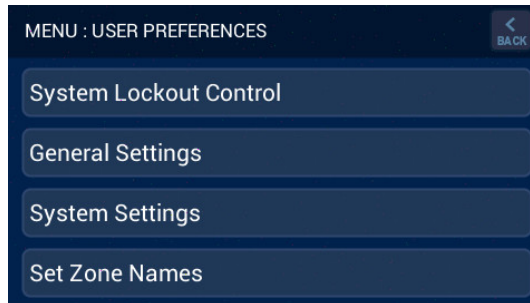 MENU : USER PREFERENCES
BACK
System Lockout Control
General Settings
System Settings
Set Zone Names